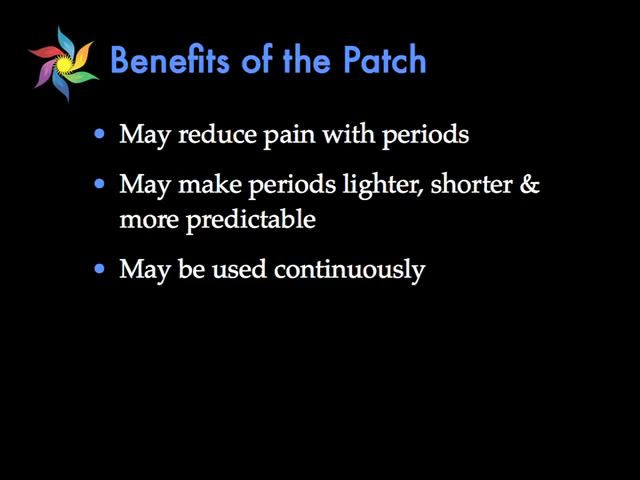 Benefits of the Patch
• May reduce pain with periods
• May make periods lighter, shorter &
more predictable
• May be used continuously